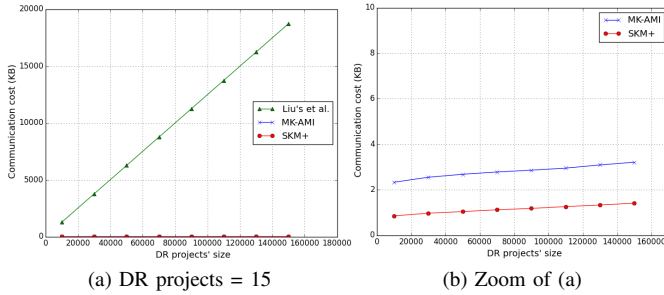 20000
15000
10000
5000
0
Communication cost (KB)
Liu's et al.
MK-AMI
SKM+
0 20000 40000 60000 80000 100000 120000 140000 160000 180000
DR projects' size
(a) DR projects = 15
10
8
6
4
2
0
Communication cost (KB)
MK-AMI
SKM+
0 20000 40000 60000 80000 100000 120000 140000 160000
DR projects' size
(b) Zoom of (a)